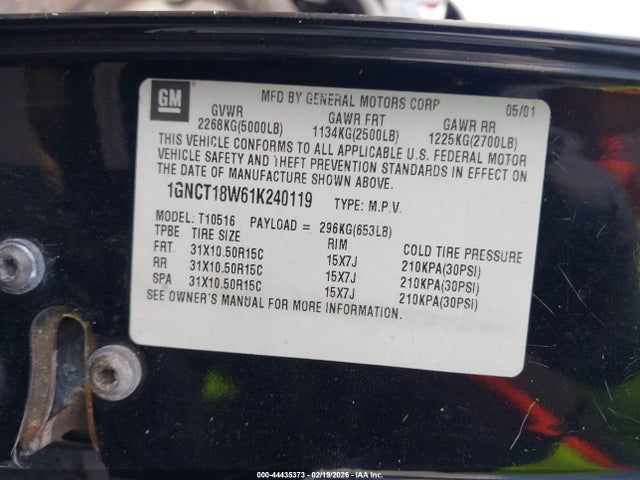 GM
MFD BY GENERAL MOTORS CORP 05/01
GVWR GAWR FRT GAWR RR
2268KG(5000LB) 1134KG(2500LB) 1225KG(2700LB)
THIS VEHICLE CONFORMS TO ALL APPLICABLE U.S. FEDERAL MOTOR
VEHICLE SAFETY AND THEFT PREVENTION STANDARDS IN EFFECT ON
THE DATE OF MANUFACTURE SHOWN ABOVE.
1GNCT18W61K240119 TYPE: M.P.V.
MODEL: T10516 PAYLOAD = 296KG(653LB)
TPBE TIRE SIZE RIM COLD TIRE PRESSURE
FRT 31X10.50R15C 15X7J 210KPA(30PSI)
RR 31X10.50R15C 15X7J 210KPA(30PSI)
SPA 31X10.50R15C 15X7J 210KPA(30PSI)
SEE OWNER'S MANUAL FOR MORE INFORMATION.
000-44435373 - 02/19/2026 - IAA Inc.